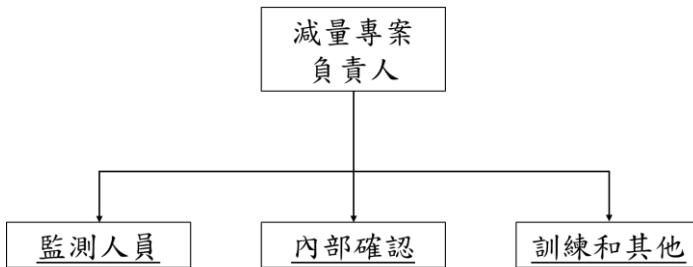 減量專案
負責人
監測人員
內部確認
訓練和其他